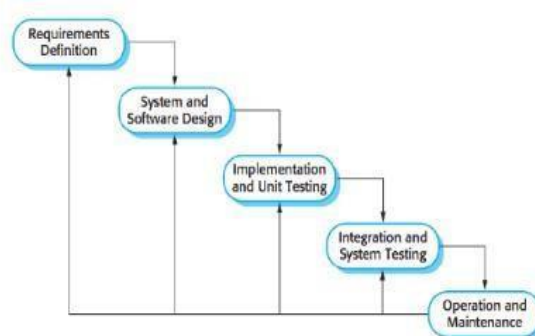 Requirements
Definition
System and
Software Design
Implementation
and Unit Testing
Integration and
System Testing
Operation and
Maintenance